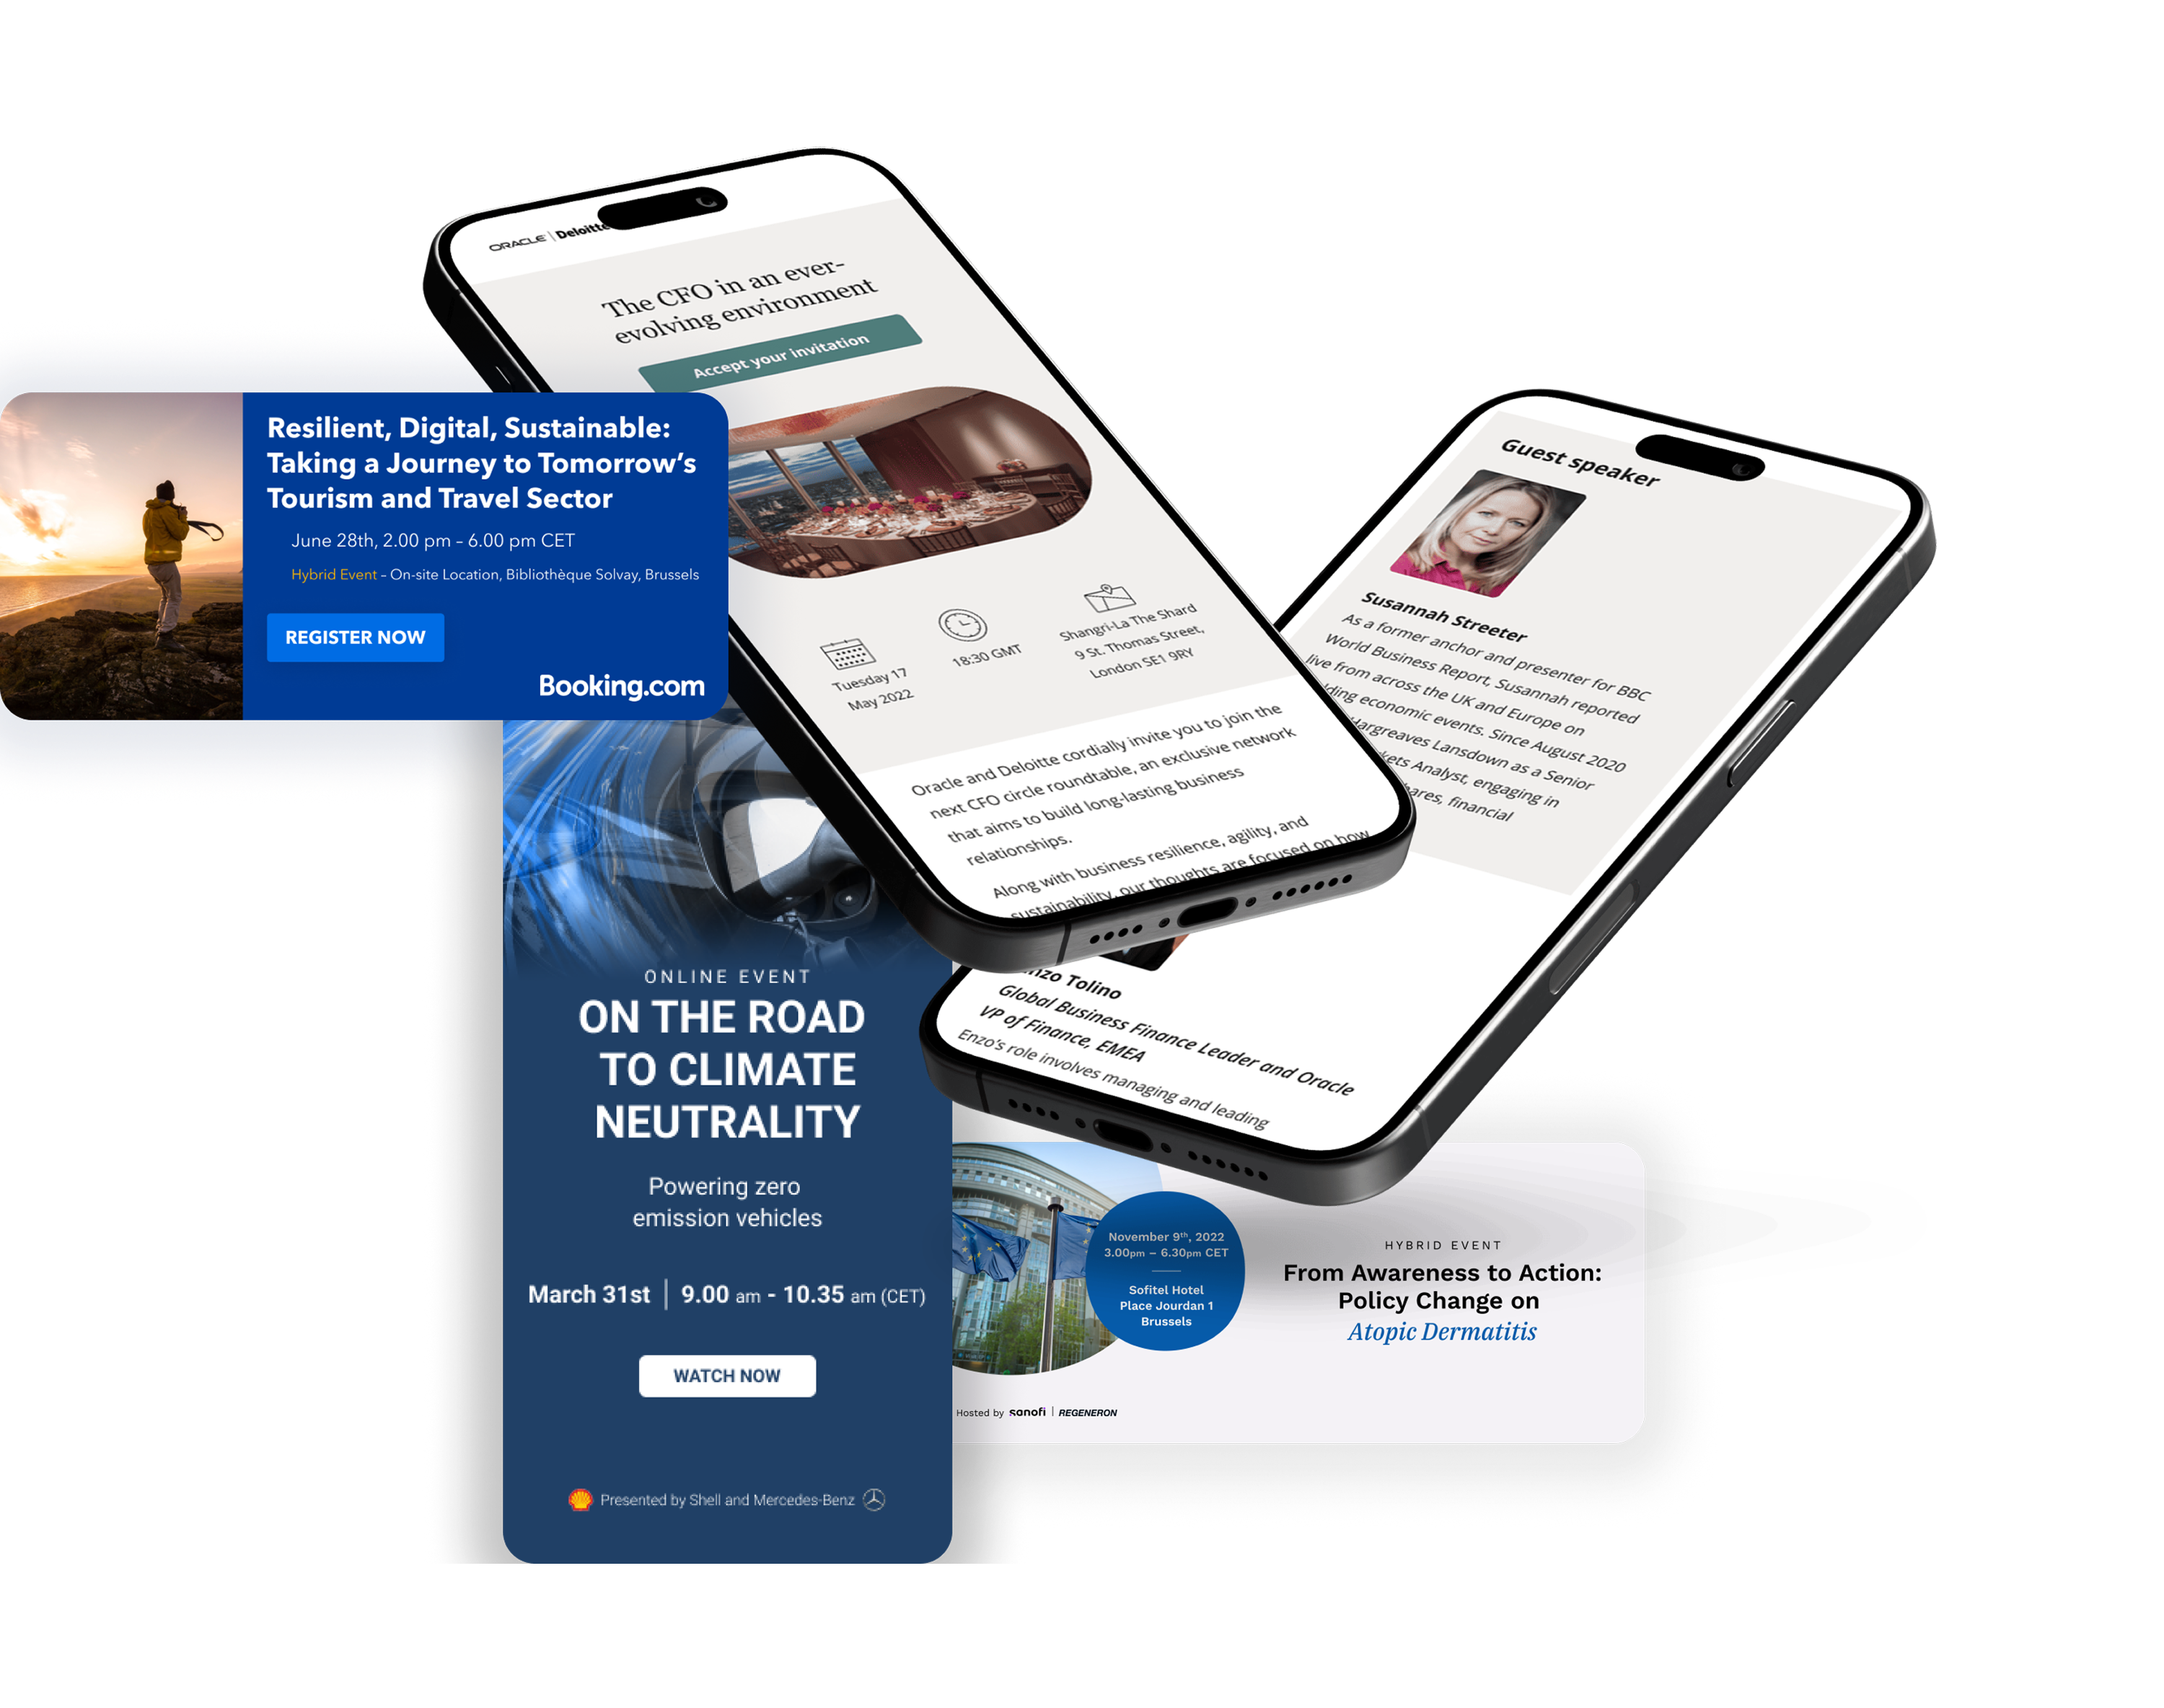 ORACLE | Deloitte
The CFO in an ever-
evolving environment
Accept your invitation
Tuesday 17
May 2022
18:30 GMT
Shangri-La The Shard
9 St. Thomas Street,
London SE1 9RY
Oracle and Deloitte cordially invite you to join the
next CFO circle roundtable, an exclusive network
that aims to build long-lasting business
relationships.
Along with business resilience, agility, and
sustainability, our thoughts are focused on how
Resilient, Digital, Sustainable:
Taking a Journey to Tomorrow's
Tourism and Travel Sector
June 28th, 2.00 pm – 6.00 pm CET
Hybrid Event – On-site Location, Bibliothèque Solvay, Brussels
REGISTER NOW
Booking.com
Guest speaker
Susannah Streeter
As a former anchor and presenter for BBC
World Business Report, Susannah reported
live from across the UK and Europe on
economic events. Since August 2020
Hargreaves Lansdown as a Senior
Analyst, engaging in
financial
Tolino
Global Business Finance Leader and Oracle
VP of Finance, EMEA
Enzo's role involves managing and leading
ONLINE EVENT
ON THE ROAD
TO CLIMATE
NEUTRALITY
Powering zero
emission vehicles
March 31st | 9.00 am - 10.35 am (CET)
WATCH NOW
Presented by Shell and Mercedes-Benz
November 9th, 2022
3.00pm – 6.30pm CET
Sofitel Hotel
Place Jourdan 1
Brussels
HYBRID EVENT
From Awareness to Action:
Policy Change on
Atopic Dermatitis
Hosted by sanofi | REGENERON